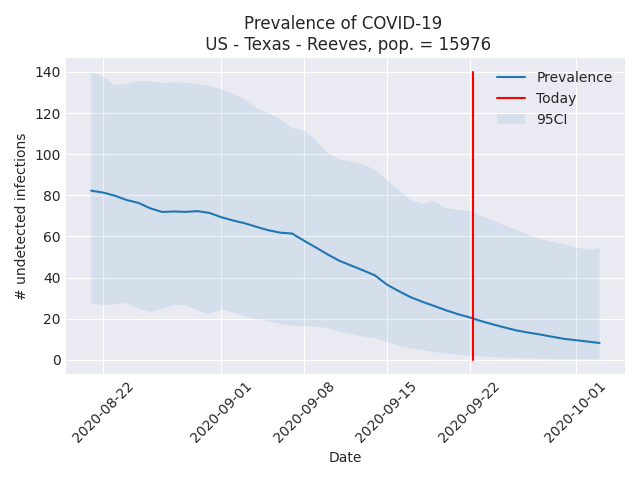 Prevalence of COVID-19
US - Texas - Reeves, pop. = 15976
# undetected infections
140
120
100
80
60
40
20
0
Prevalence
Today
95CI
2020-08-22
2020-09-01
2020-09-08
2020-09-15
2020-09-22
2020-10-01
Date